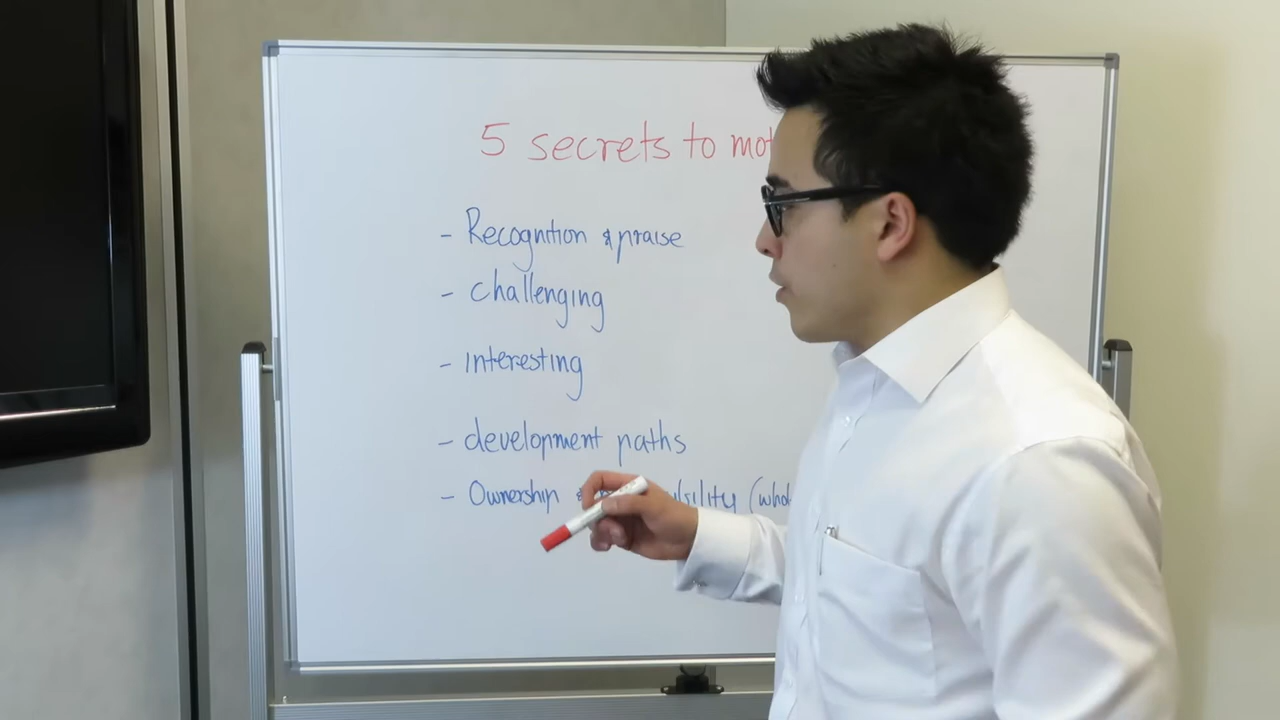 5 secrets to mot
- Recognition & praise
- challenging
- interesting
- development paths
- Ownership &